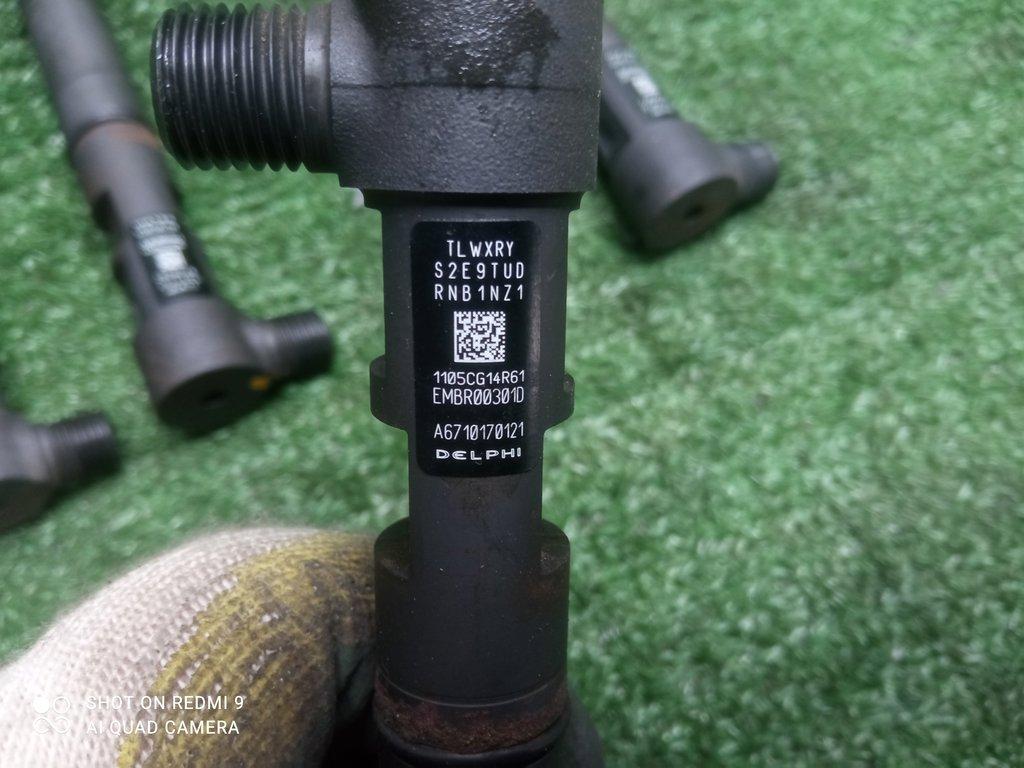 TLWXRY
S2E9TUD
RNB1NZ1
1105CG14R61
EMBR00301D
A6710170121
DELPHI
SHOT ON REDMI 9
AI QUAD CAMERA